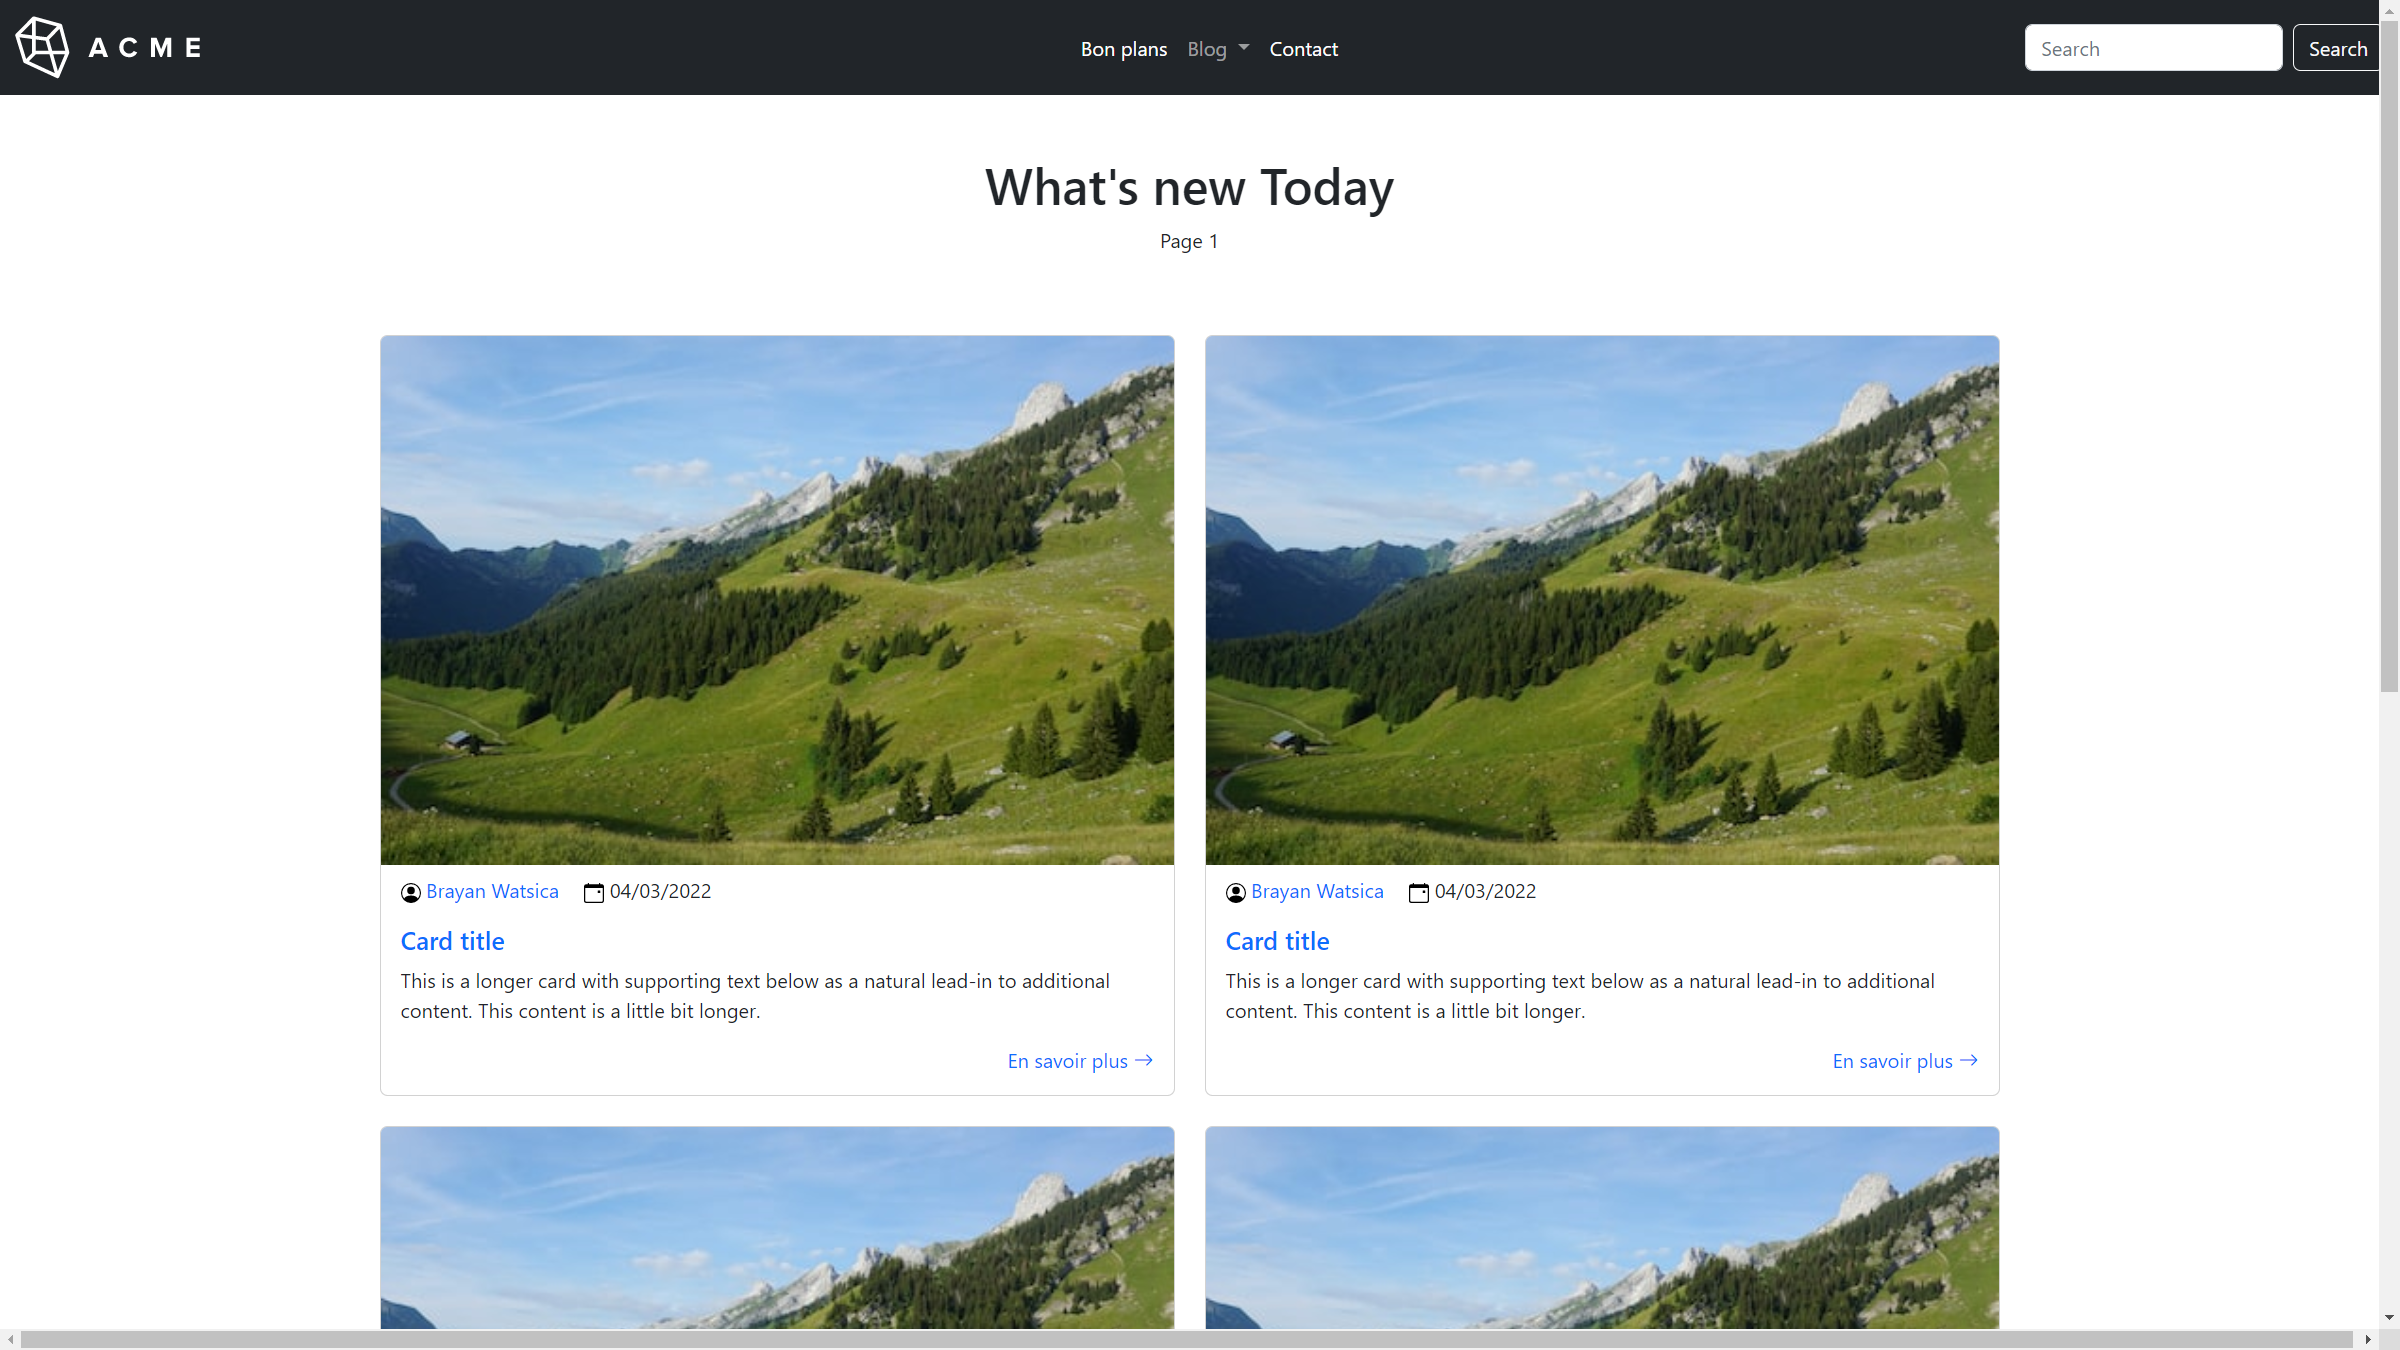 ACME
Bon plans Blog Contact
Search Search
What's new Today
Page 1
Brayan Watsica 04/03/2022
Card title
This is a longer card with supporting text below as a natural lead-in to additional
content. This content is a little bit longer.
En savoir plus
Brayan Watsica 04/03/2022
Card title
This is a longer card with supporting text below as a natural lead-in to additional
content. This content is a little bit longer.
En savoir plus